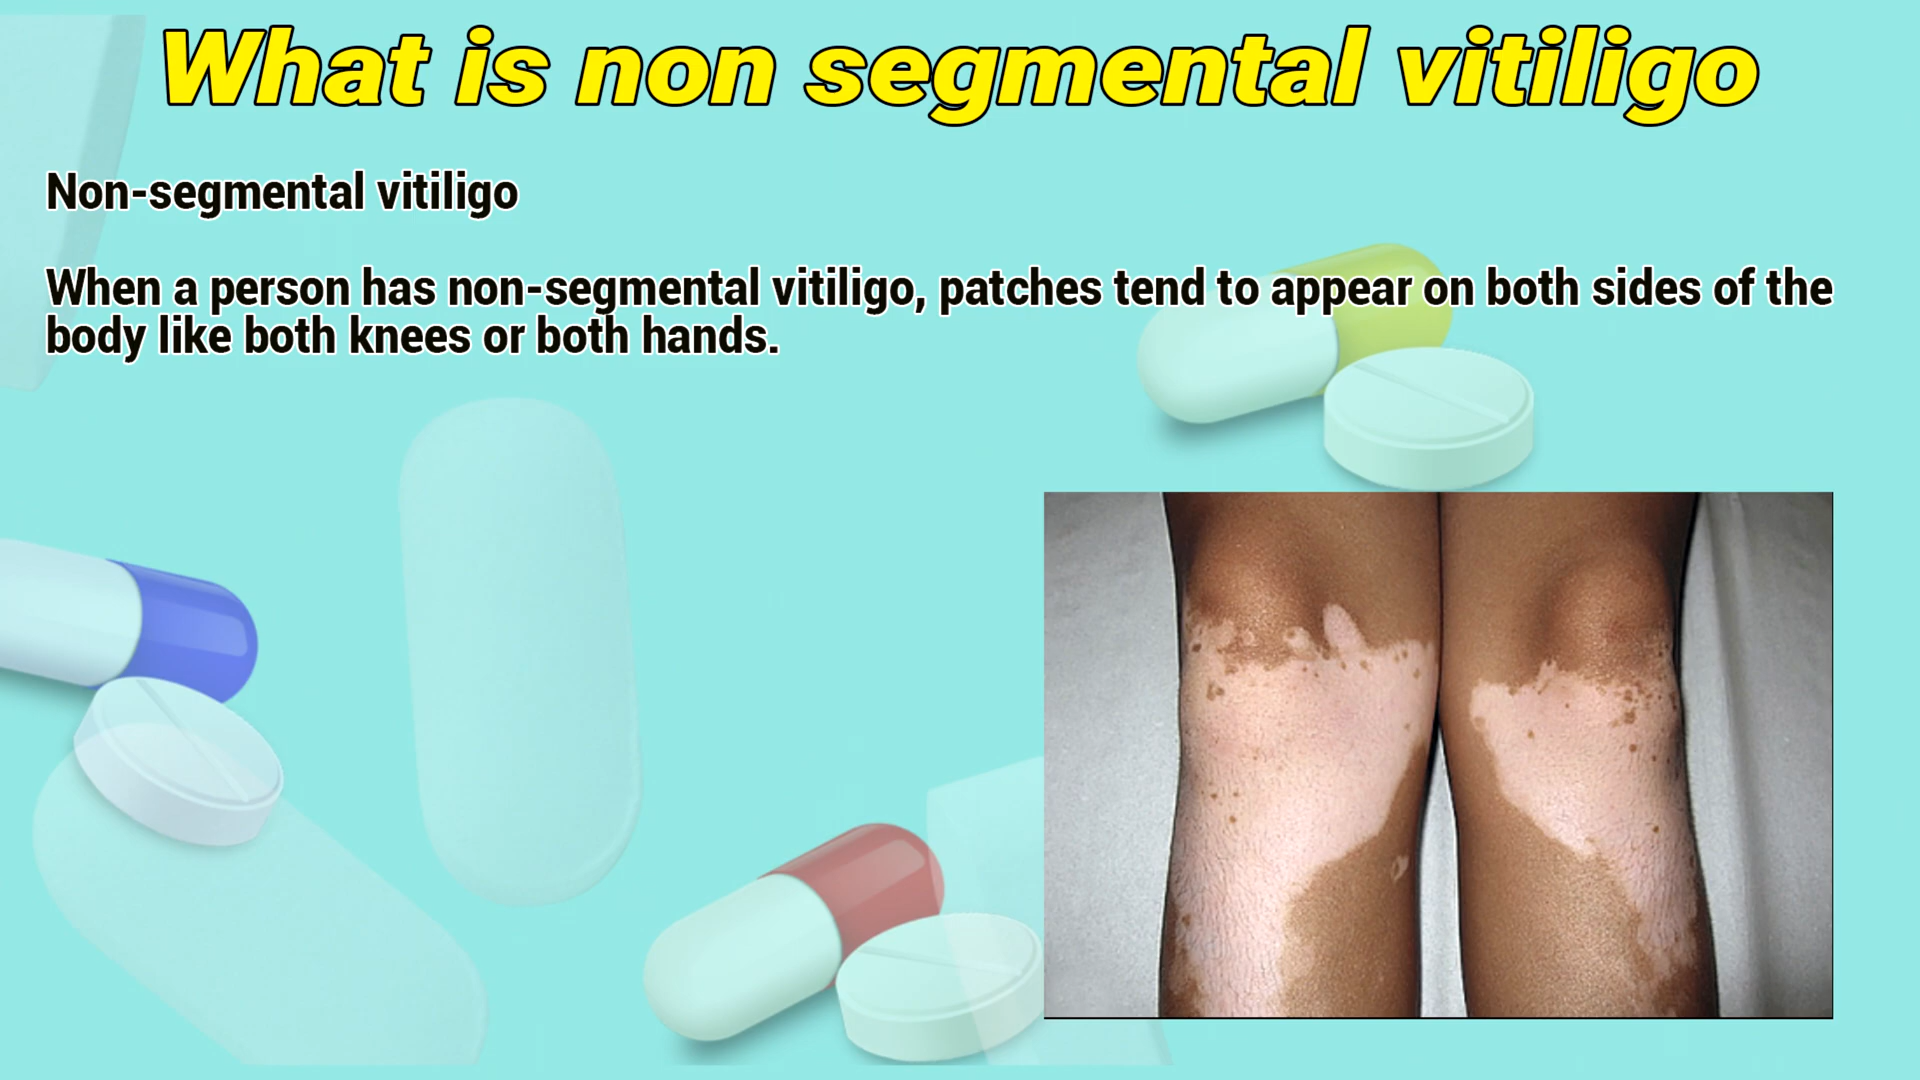 What is non segmental vitiligo
Non-segmental vitiligo
When a person has non-segmental vitiligo, patches tend to appear on both sides of the
body like both knees or both hands.